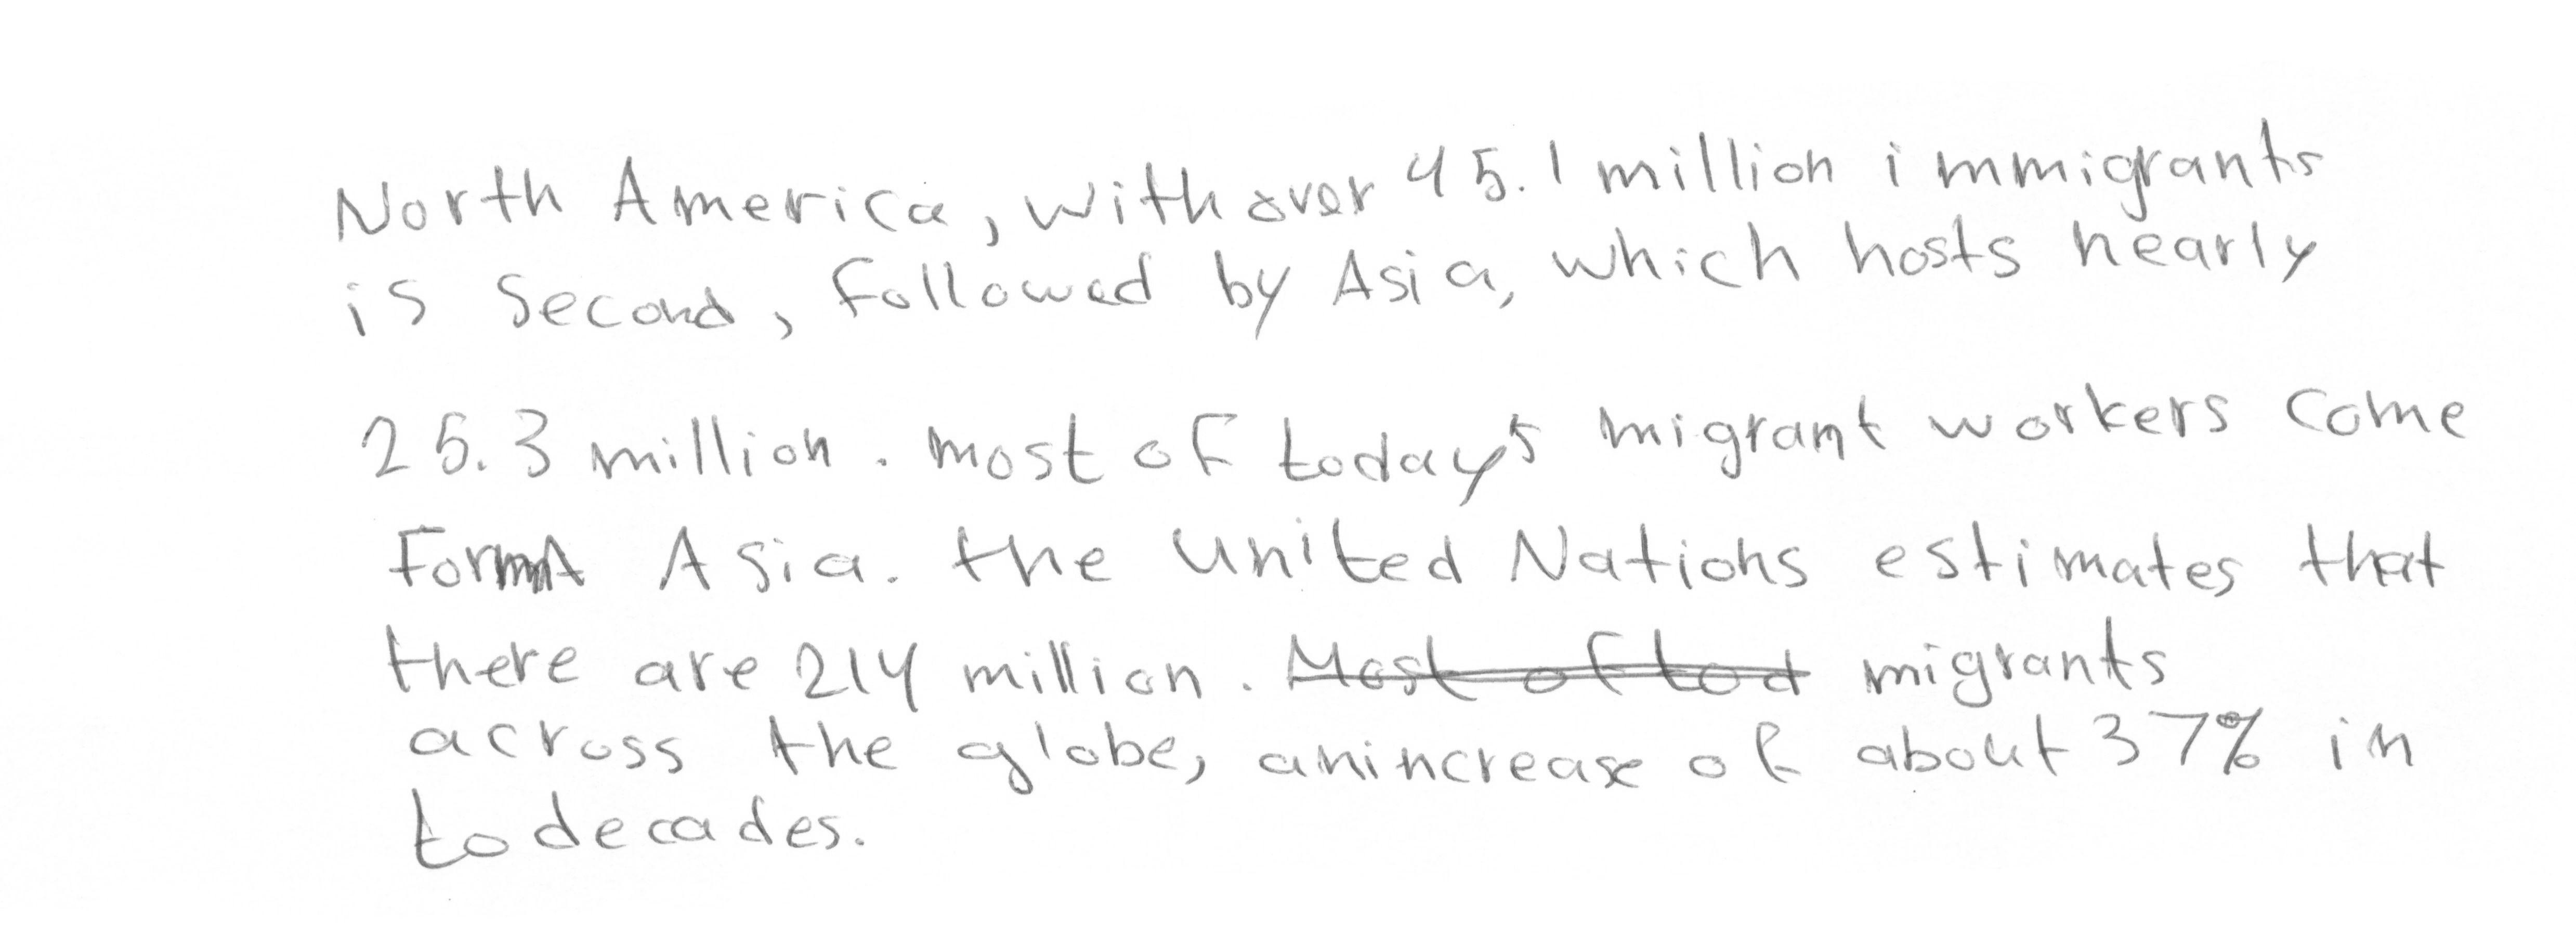 North America, with over 45.1 million immigrants
is Second, followed by Asia, which hosts nearly
25.3 million. most of today's migrant workers come
Form Asia. the United Nations estimates that
there are 214 million. Most of tod migrants
across the globe, an increase of about 37% in
to decades.